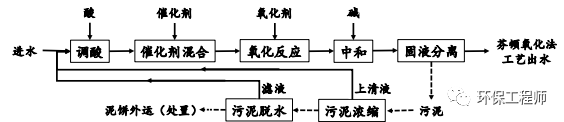 酸
催化剂
氧化剂
碱
进水
调酸
催化剂混合
氧化反应
中和
固液分离
芬顿氧化法
工艺出水
滤液
上清液
泥饼外运（处置）
污泥脱水
污泥浓缩
污泥
环保工程师